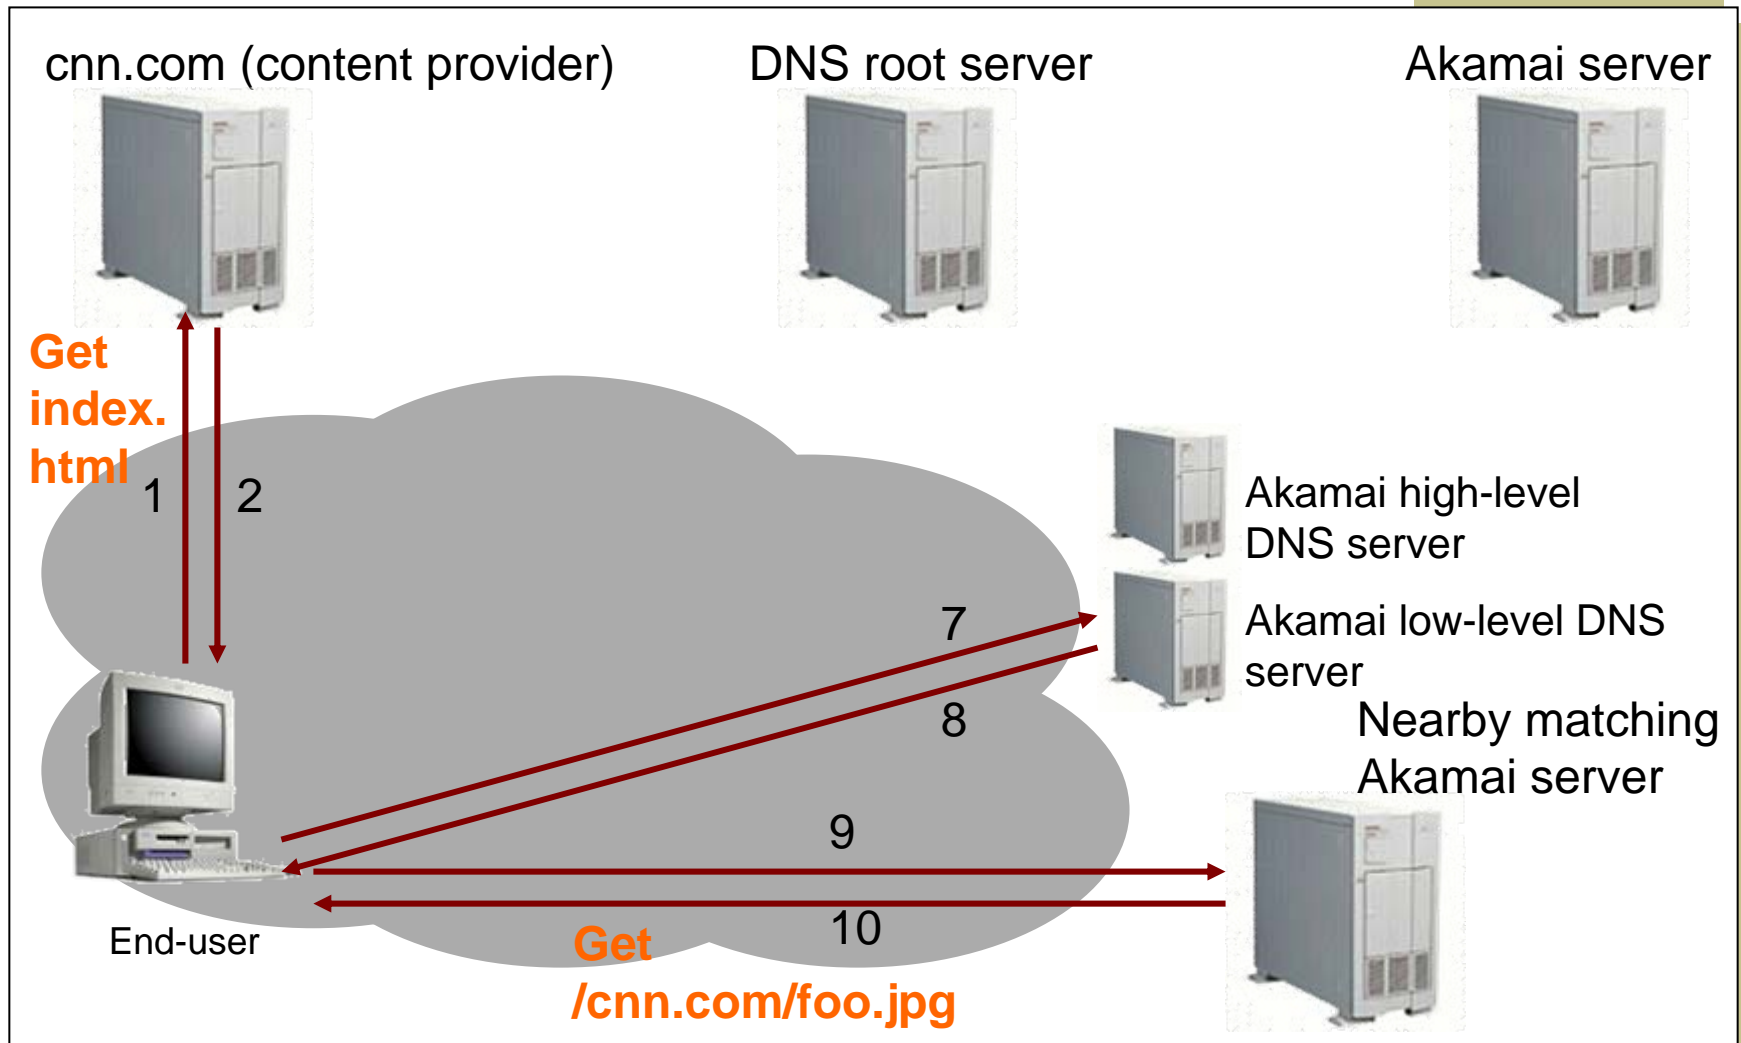 cnn.com (content provider)
DNS root server
Akamai server
Get
index.
html
1
2
Akamai high-level
DNS server
7
Akamai low-level DNS
server
8
Nearby matching
Akamai server
9
10
End-user
Get
/cnn.com/foo.jpg